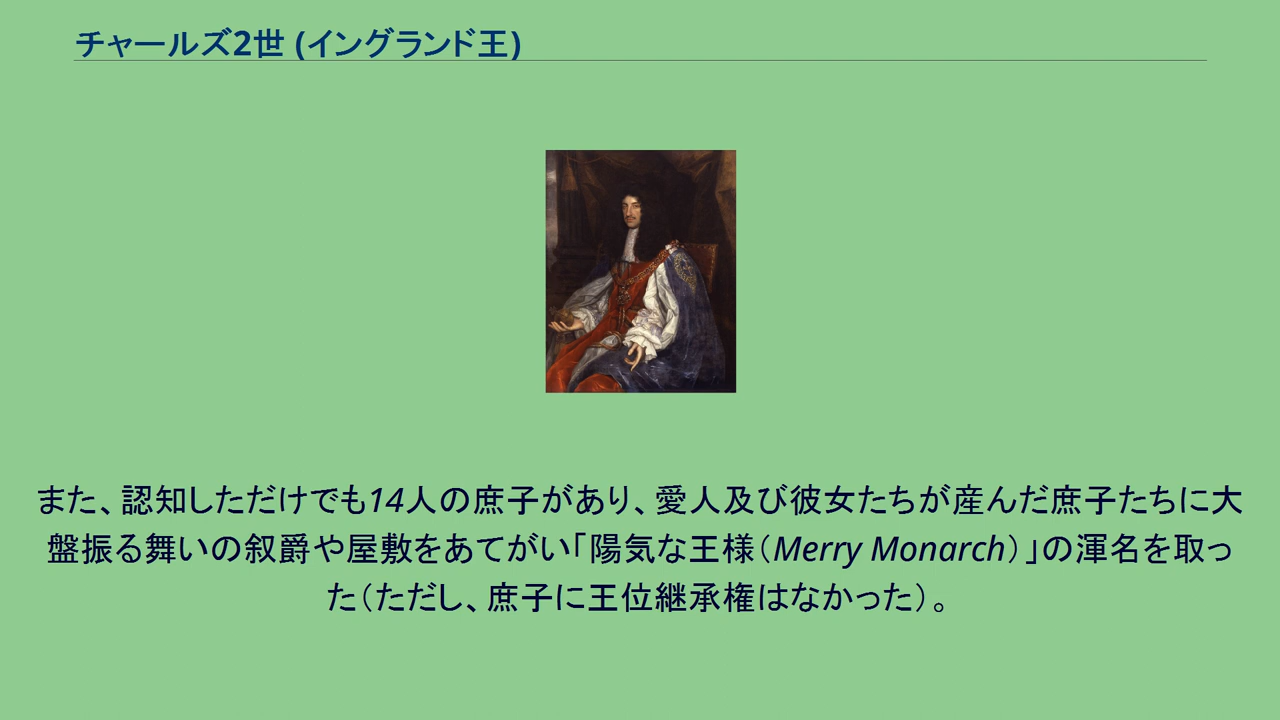 チャールズ2世 (イングランド王)
また、認知しただけでも14人の庶子があり、愛人及び彼女たちが産んだ庶子たちに大
盤振る舞いの叙爵や屋敷をあてがい「陽気な王様（Merry Monarch）」の渾名を取っ
た（ただし、庶子に王位継承権はなかった）。